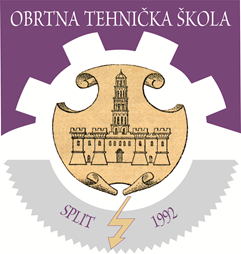 OBRTNA TEHNIČKA ŠKOLA
SPLIT 1992